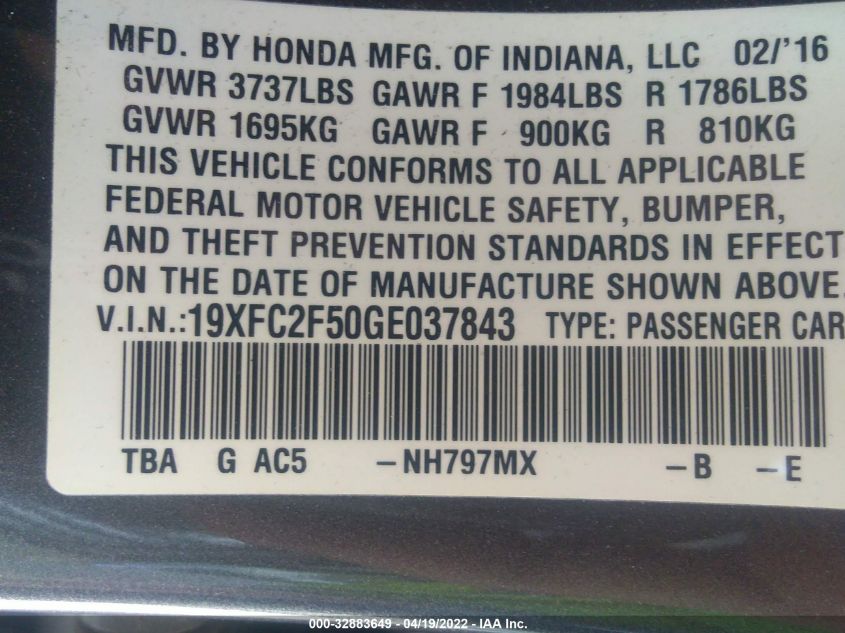 MFD. BY HONDA MFG. OF INDIANA, LLC 02/'16
GVWR 3737LBS GAWR F 1984LBS R 1786LBS
GVWR 1695KG GAWR F 900KG R 810KG
THIS VEHICLE CONFORMS TO ALL APPLICABLE
FEDERAL MOTOR VEHICLE SAFETY, BUMPER,
AND THEFT PREVENTION STANDARDS IN EFFECT
ON THE DATE OF MANUFACTURE SHOWN ABOVE.
V.I.N.:19XFC2F50GE037843 TYPE: PASSENGER CAR
TBA G AC5 -NH797MX -B -E
000-32883649 - 04/19/2022 - IAA Inc.